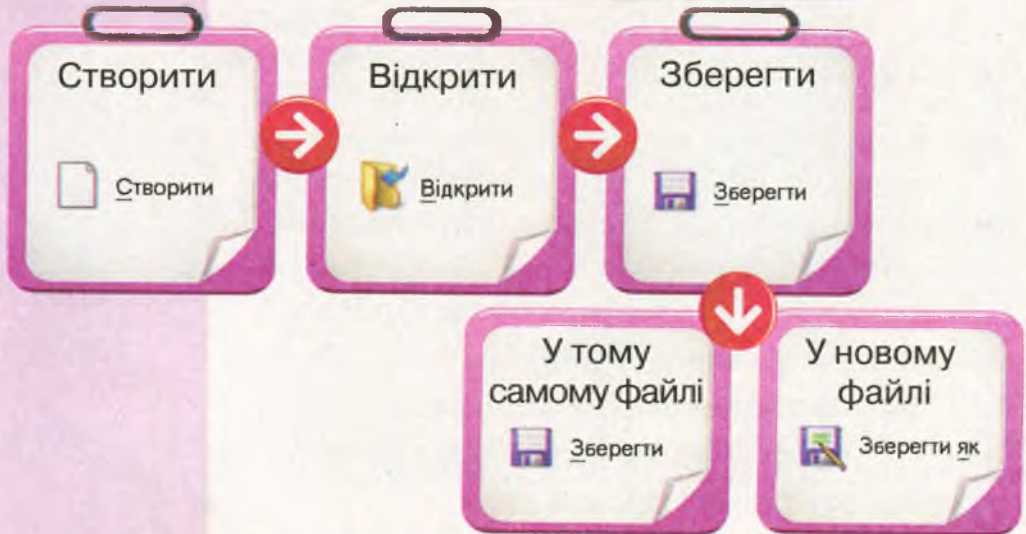 Створити
Створити
Відкрити
Відкрити
Зберегти
Зберегти
У тому
самому файлі
Зберегти
У новому
файлі
Зберегти як